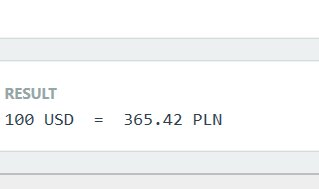 RESULT
100 USD = 365.42 PLN